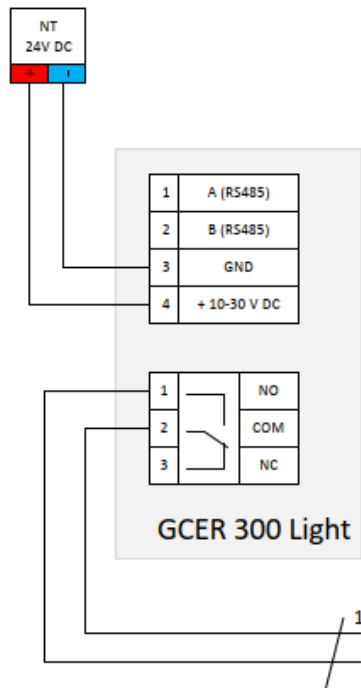 NT
24V DC
+ -
1 A (RS485)
2 B (RS485)
3 GND
4 + 10-30 V DC
1 NO
2 COM
3 NC
GCER 300 Light
1